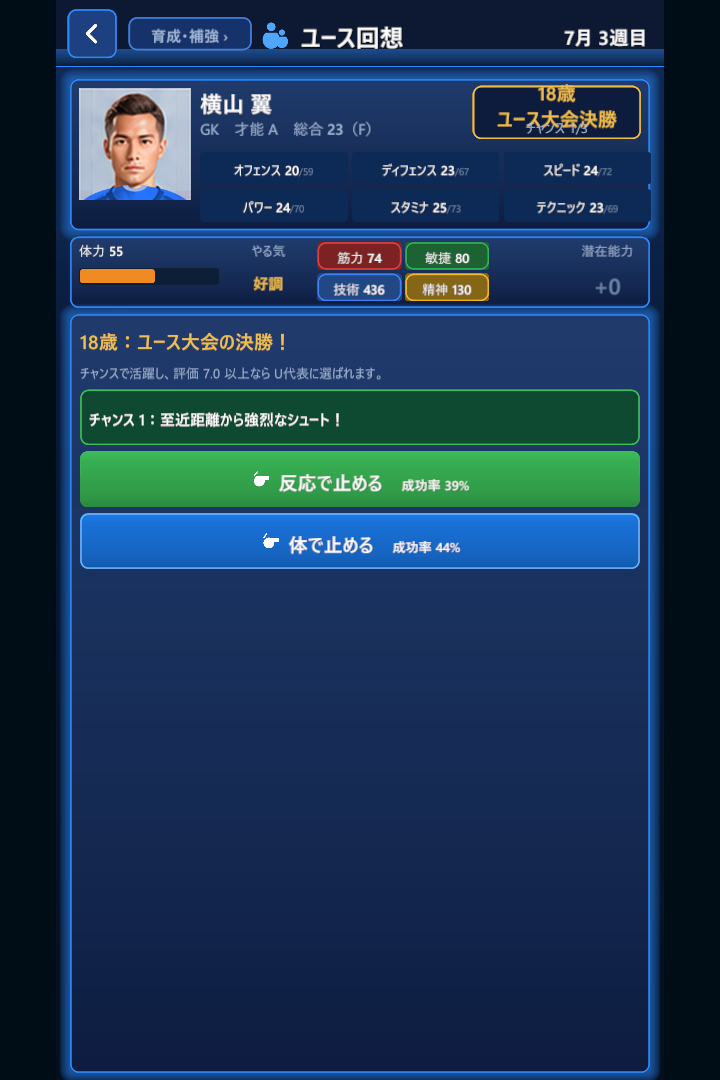 育成・補強 ›
ユース回想
7月 3週目
横山 翼
GK 才能 A 総合 23（F）
18歳
ユース大会決勝
チャンス 1/3
オフェンス 20/59
ディフェンス 23/67
スピード 24/72
パワー 24/70
スタミナ 25/73
テクニック 23/69
体力 55
やる気
好調
筋力 74
敏捷 80
技術 436
精神 130
潜在能力
+0
18歳：ユース大会の決勝！
チャンスで活躍し、評価 7.0 以上なら U代表に選ばれます。
チャンス 1：至近距離から強烈なシュート！
反応で止める 成功率 39%
体で止める 成功率 44%